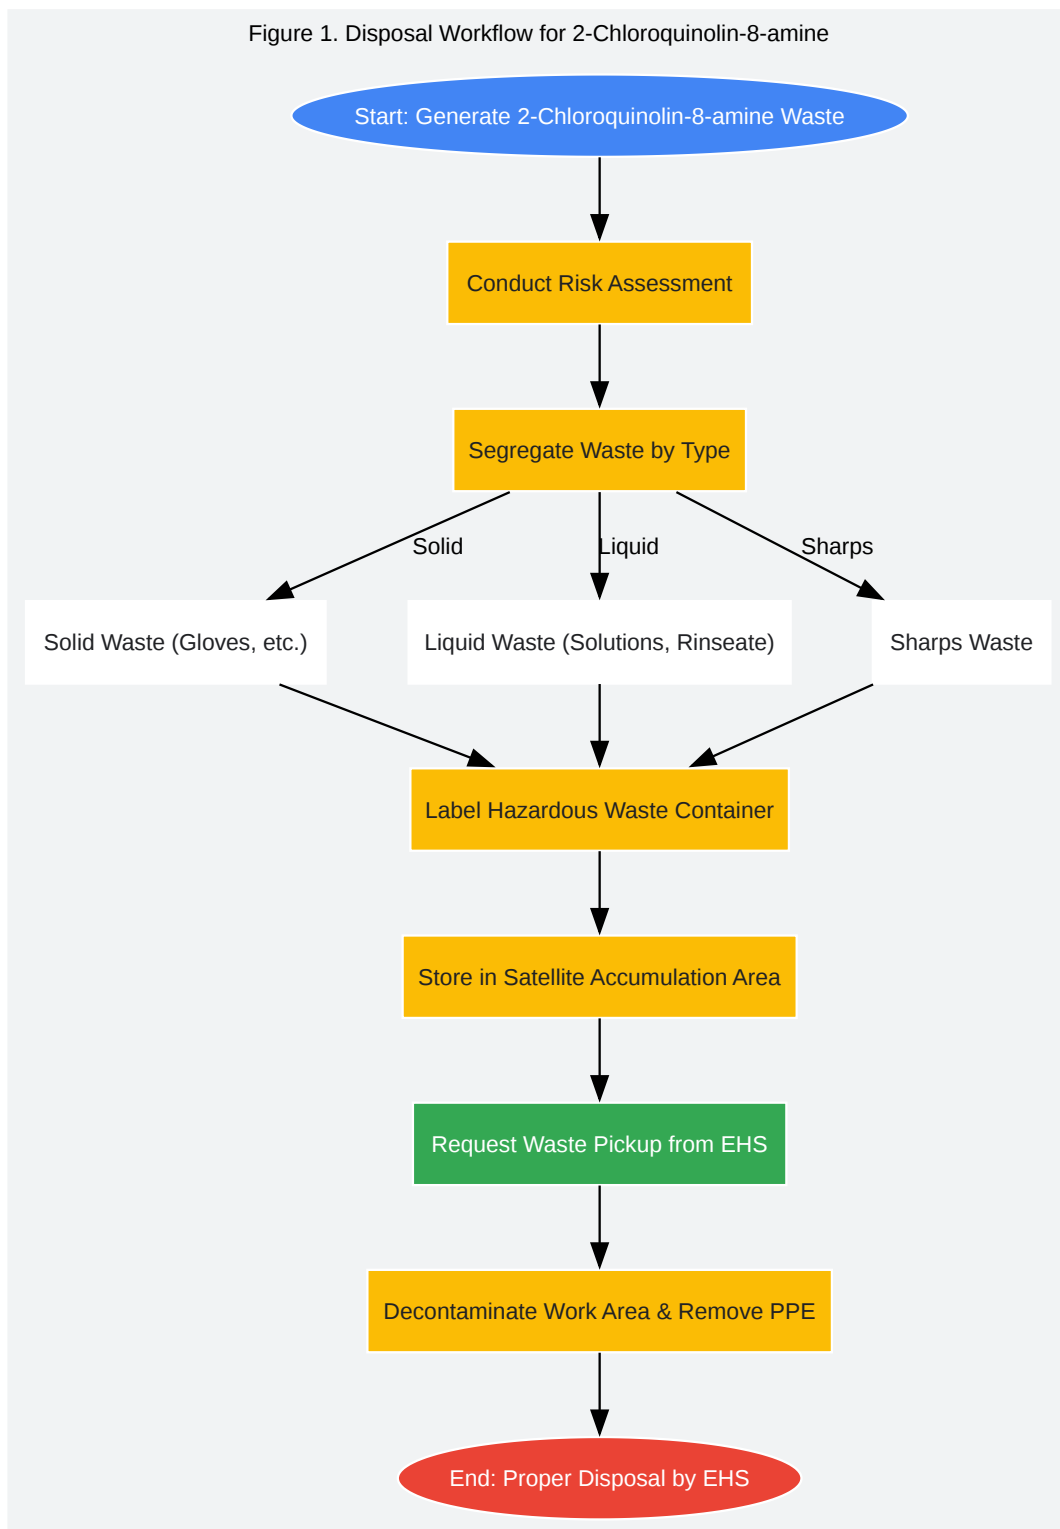 Figure 1. Disposal Workflow for 2-Chloroquinolin-8-amine
Start: Generate 2-Chloroquinolin-8-amine Waste
Conduct Risk Assessment
Segregate Waste by Type
Solid
Liquid
Sharps
Solid Waste (Gloves, etc.)
Liquid Waste (Solutions, Rinseate)
Sharps Waste
Label Hazardous Waste Container
Store in Satellite Accumulation Area
Request Waste Pickup from EHS
Decontaminate Work Area & Remove PPE
End: Proper Disposal by EHS